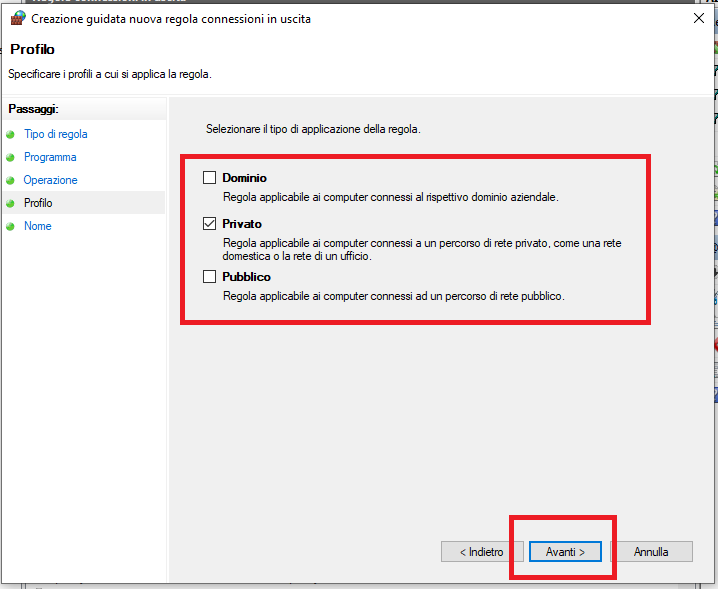 Creazione guidata nuova regola connessioni in uscita
Profilo
Specificare i profili a cui si applica la regola.
Passaggi:
Tipo di regola
Programma
Operazione
Profilo
Nome
Selezionare il tipo di applicazione della regola.
Dominio
Regola applicabile ai computer connessi al rispettivo dominio aziendale.
Privato
Regola applicabile ai computer connessi a un percorso di rete privato, come una rete
domestica o la rete di un ufficio.
Pubblico
Regola applicabile ai computer connessi ad un percorso di rete pubblico.
< Indietro
Avanti >
Annulla